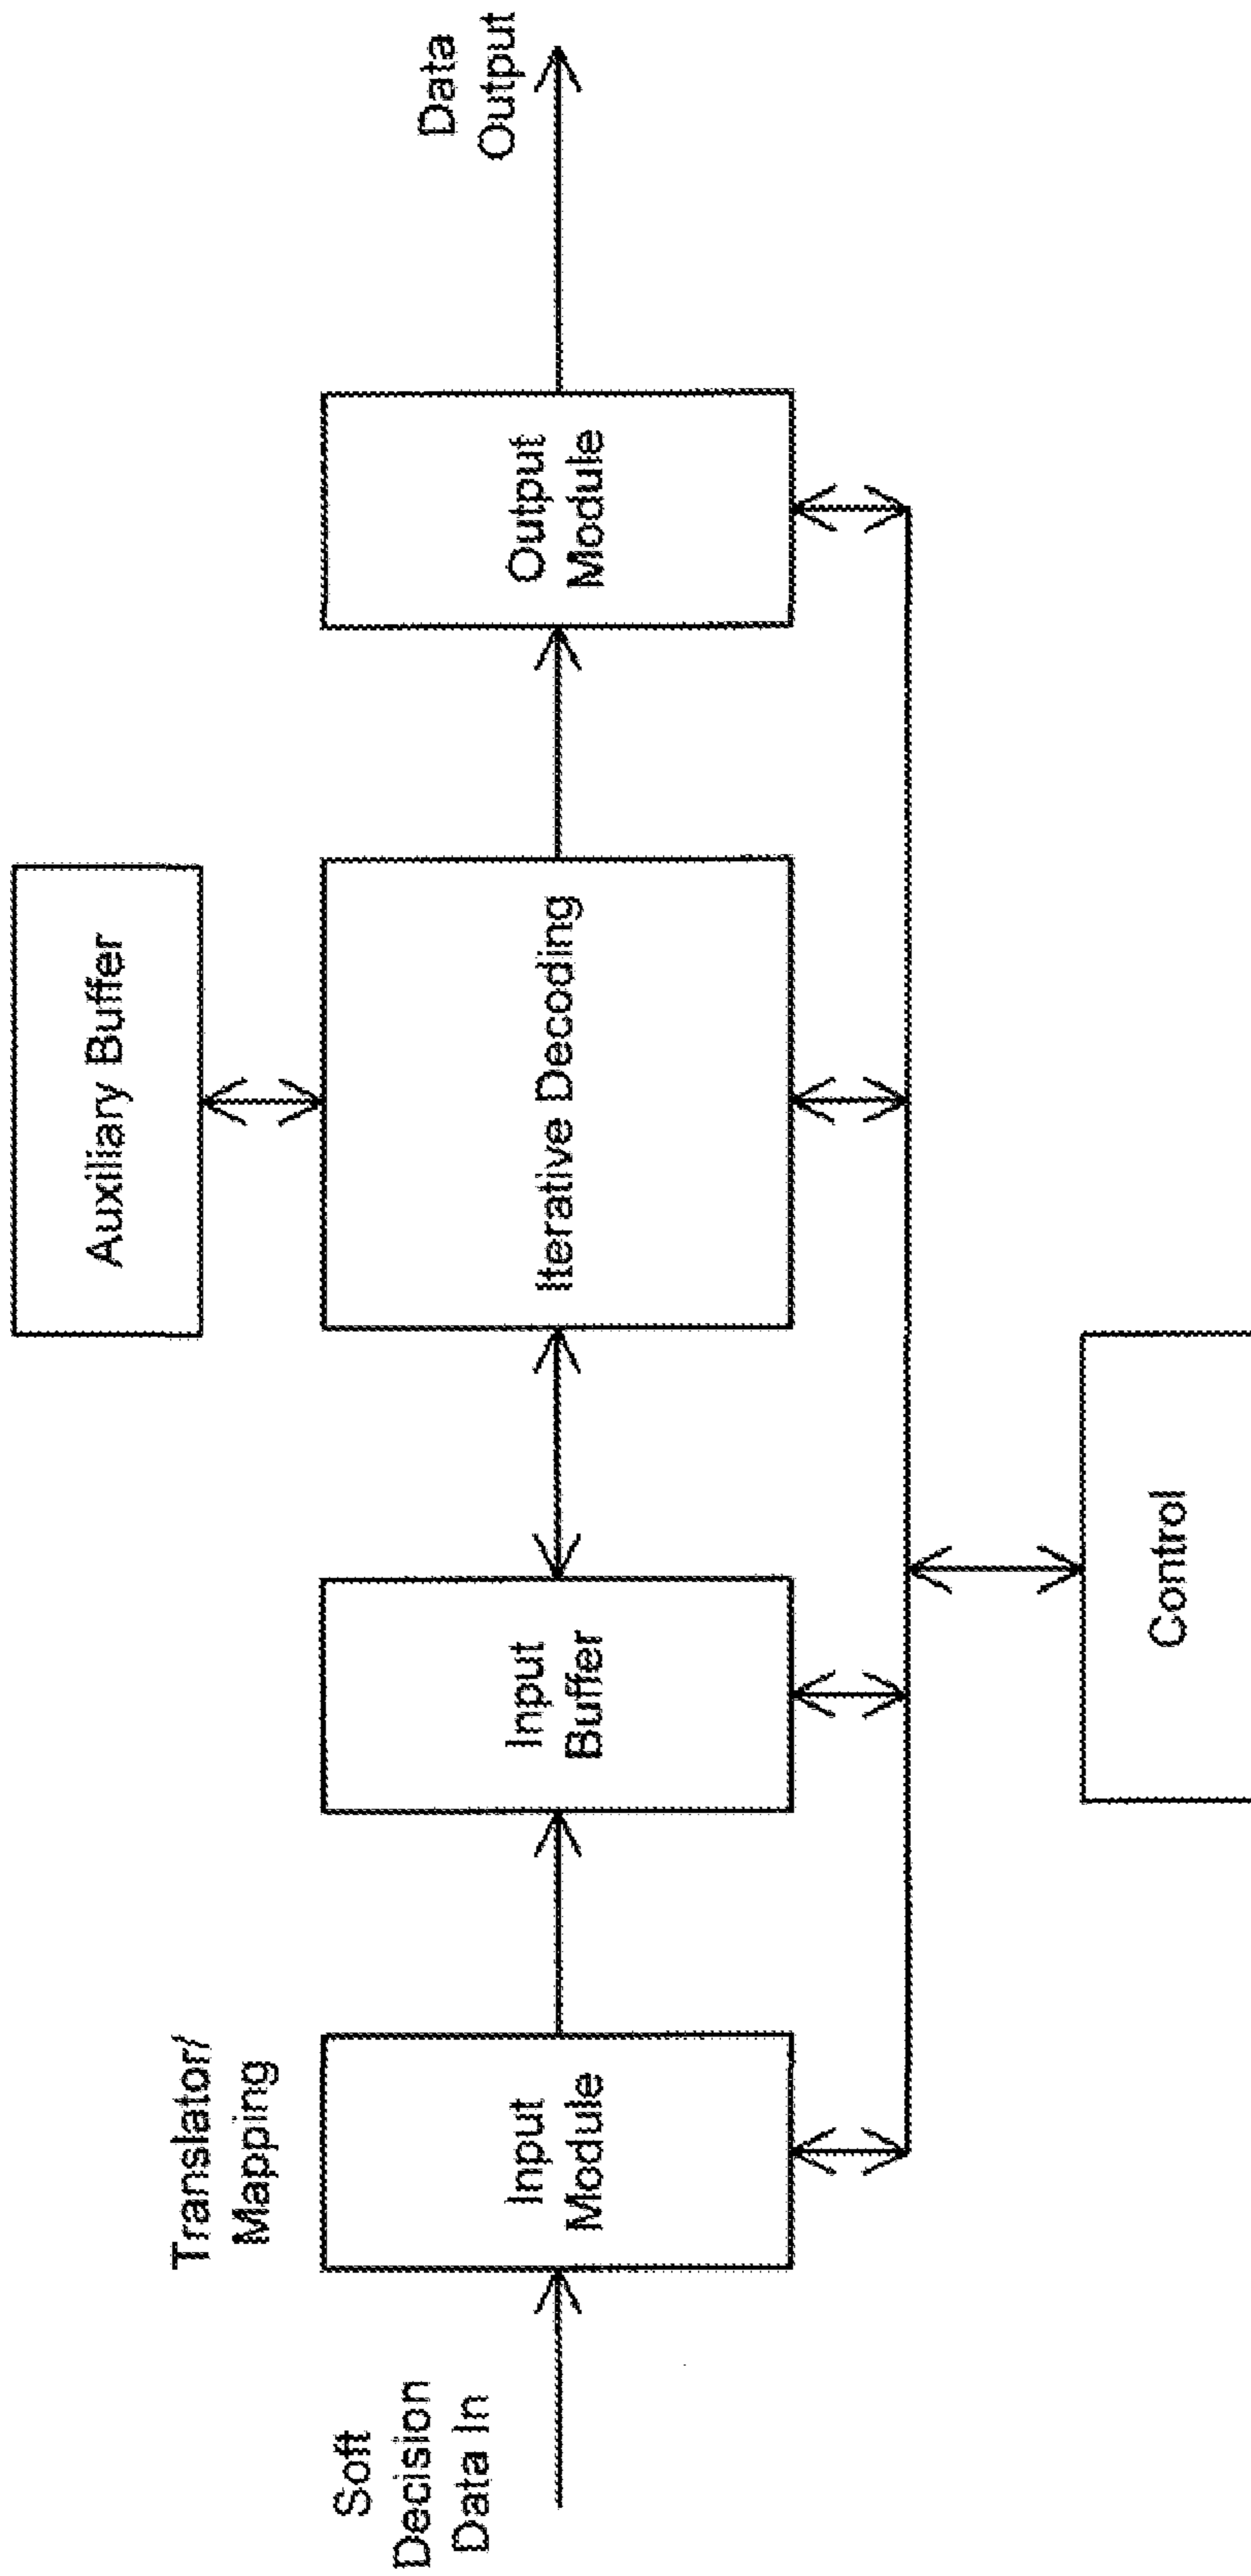 Auxiliary Buffer
Translator/
Mapping
Soft
Decision
Data In
Input
Module
Input
Buffer
Iterative Decoding
Output
Module
Data
Output
Control